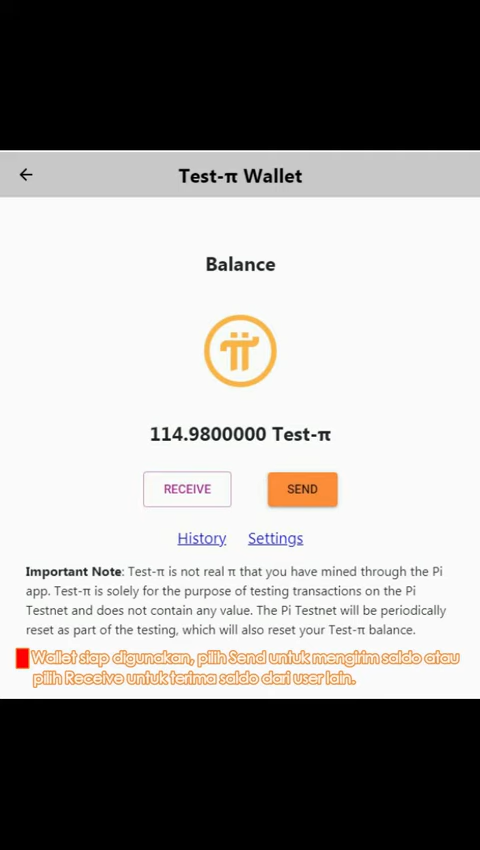 Test-π Wallet
Balance
114.9800000 Test-π
RECEIVE
SEND
History
Settings
Important Note: Test-π is not real π that you have mined through the Pi
app. Test-π is solely for the purpose of testing transactions on the Pi
Testnet and does not contain any value. The Pi Testnet will be periodically
reset as part of the testing, which will also reset your Test-π balance.
Wallet siap digunakan, pilih Send untuk mengirim saldo atau
pilih Receive untuk terima saldo dari user lain.